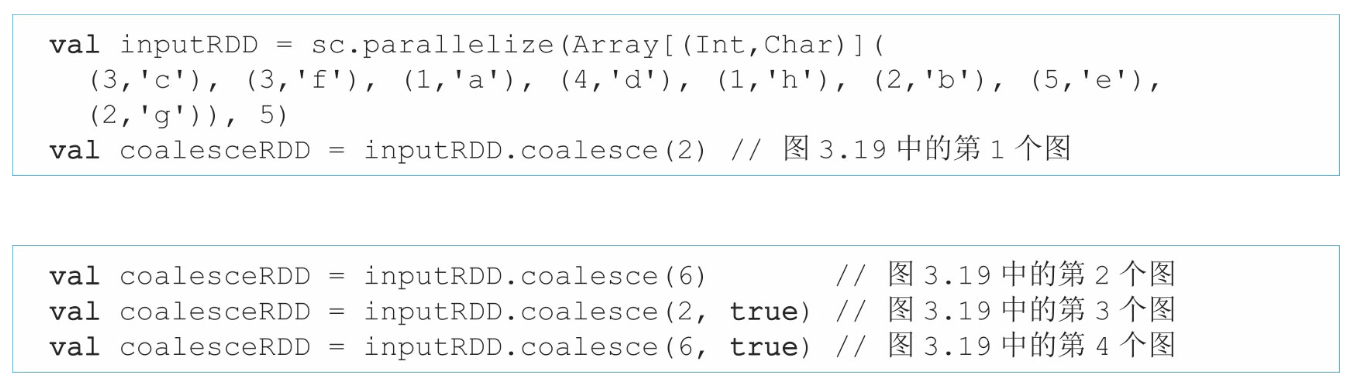 val inputRDD = sc.parallelize(Array[(Int,Char)](
(3,'c'), (3,'f'), (1,'a'), (4,'d'), (1,'h'), (2,'b'), (5,'e'),
(2,'g')), 5)
val coalesceRDD = inputRDD.coalesce(2) // 图 3.19 中的第 1 个图
val coalesceRDD = inputRDD.coalesce(6) // 图 3.19 中的第 2 个图
val coalesceRDD = inputRDD.coalesce(2, true) // 图 3.19 中的第 3 个图
val coalesceRDD = inputRDD.coalesce(6, true) // 图 3.19 中的第 4 个图